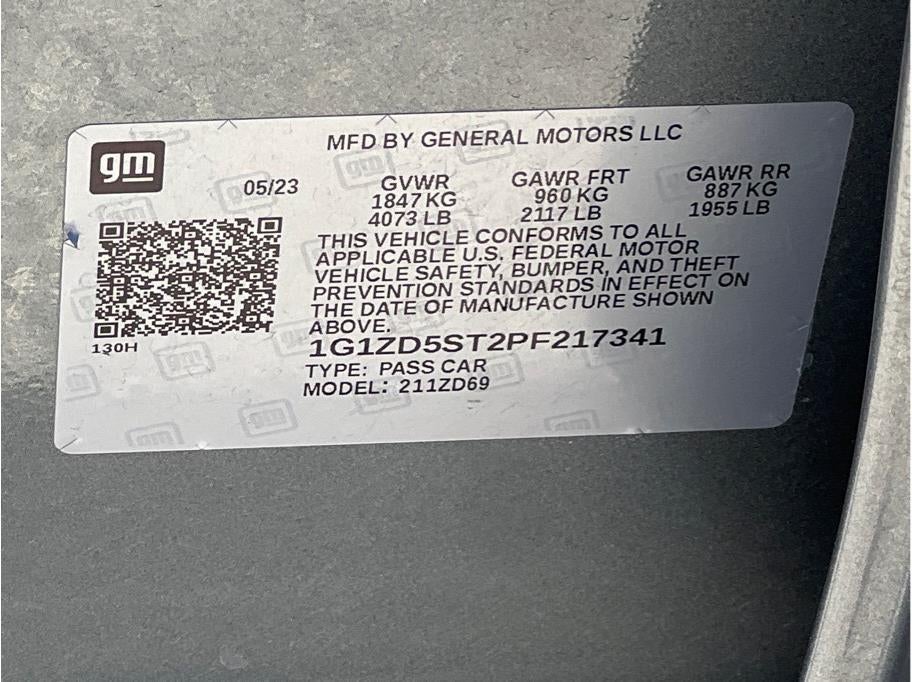 MFD BY GENERAL MOTORS LLC
gm
05/23
GVWR GAWR FRT GAWR RR
1847 KG 960 KG 887 KG
4073 LB 2117 LB 1955 LB
THIS VEHICLE CONFORMS TO ALL
APPLICABLE U.S. FEDERAL MOTOR
VEHICLE SAFETY, BUMPER, AND THEFT
PREVENTION STANDARDS IN EFFECT ON
THE DATE OF MANUFACTURE SHOWN
ABOVE.
130H
1G1ZD5ST2PF217341
TYPE: PASS CAR
MODEL: 211ZD69